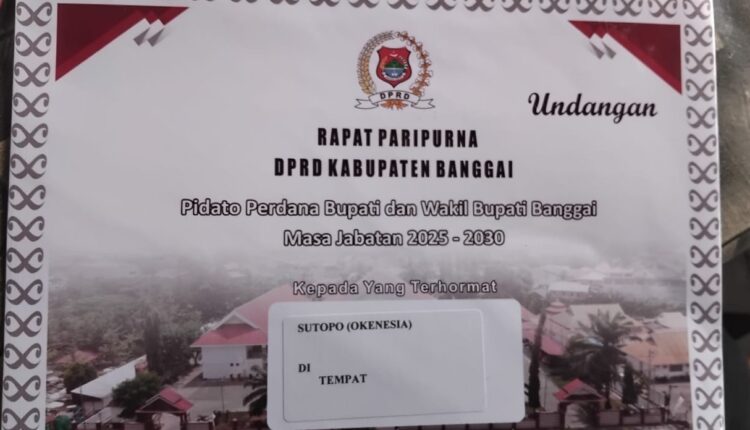 DPRD
Undangan
RAPAT PARIPURNA
DPRD KABUPATEN BANGGAI
Pidato Perdana Bupati dan Wakil Bupati Banggai
Masa Jabatan 2025 - 2030
Kepada Yang Terhormat
SUTOPO (OKENESIA)
DI
TEMPAT